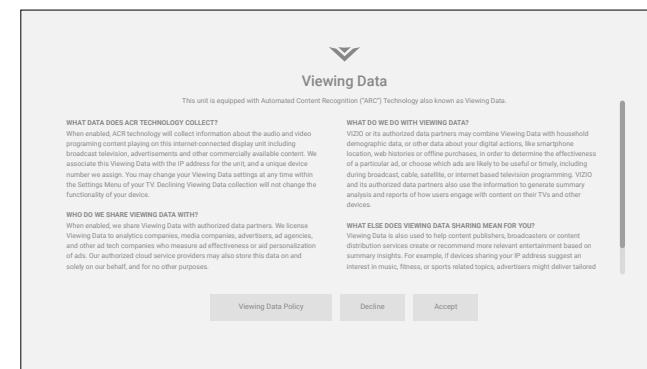 Viewing Data
This unit is equipped with Automated Content Recognition ("ARC") Technology also known as Viewing Data.
WHAT DATA DOES ACR TECHNOLOGY COLLECT?
When enabled, ACR technology will collect information about the audio and video
programing content playing on this internet-connected display unit including
broadcast television, advertisements and other commercially available content. We
associate this Viewing Data with the IP address for the unit, and a unique device
number we assign. You may change your Viewing Data settings at any time within
the Settings Menu of your TV. Declining Viewing Data collection will not change the
functionality of your device.
WHO DO WE SHARE VIEWING DATA WITH?
When enabled, we share Viewing Data with authorized data partners. We license
Viewing Data to analytics companies, media companies, advertisers, ad agencies,
and other ad tech companies who measure ad effectiveness or aid personalization
of ads. Our authorized cloud service providers may also store this data on and
solely on our behalf, and for no other purposes.
WHAT DO WE DO WITH VIEWING DATA?
VIZIO or its authorized data partners may combine Viewing Data with household
demographic data, or other data about your digital actions, like smartphone
location, web histories or offline purchases, in order to determine the effectiveness
of a particular ad, or choose which ads are likely to be useful or timely, including
during broadcast, cable, satellite, or internet based television programming. VIZIO
and its authorized data partners also use the information to generate summary
analysis and reports of how users engage with content on their TVs and other
devices.
WHAT ELSE DOES VIEWING DATA SHARING MEAN FOR YOU?
Viewing Data is also used to help content publishers, broadcasters or content
distribution services create or recommend more relevant entertainment based on
summary insights. For example, if devices sharing your IP address suggest an
interest in music, fitness, or sports related topics, advertisers might deliver tailored
Viewing Data Policy
Decline
Accept